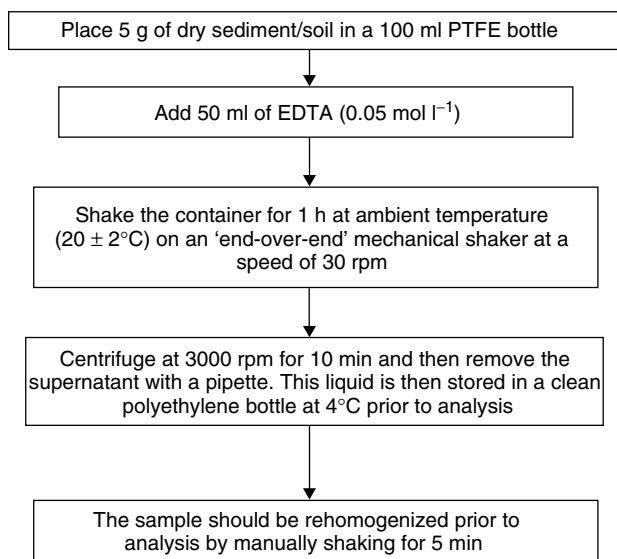 Place 5 g of dry sediment/soil in a 100 ml PTFE bottle
Add 50 ml of EDTA (0.05 mol l⁻¹)
Shake the container for 1 h at ambient temperature
(20 ± 2°C) on an ‘end-over-end’ mechanical shaker at a
speed of 30 rpm
Centrifuge at 3000 rpm for 10 min and then remove the
supernatant with a pipette. This liquid is then stored in a clean
polyethylene bottle at 4°C prior to analysis
The sample should be rehomogenized prior to
analysis by manually shaking for 5 min